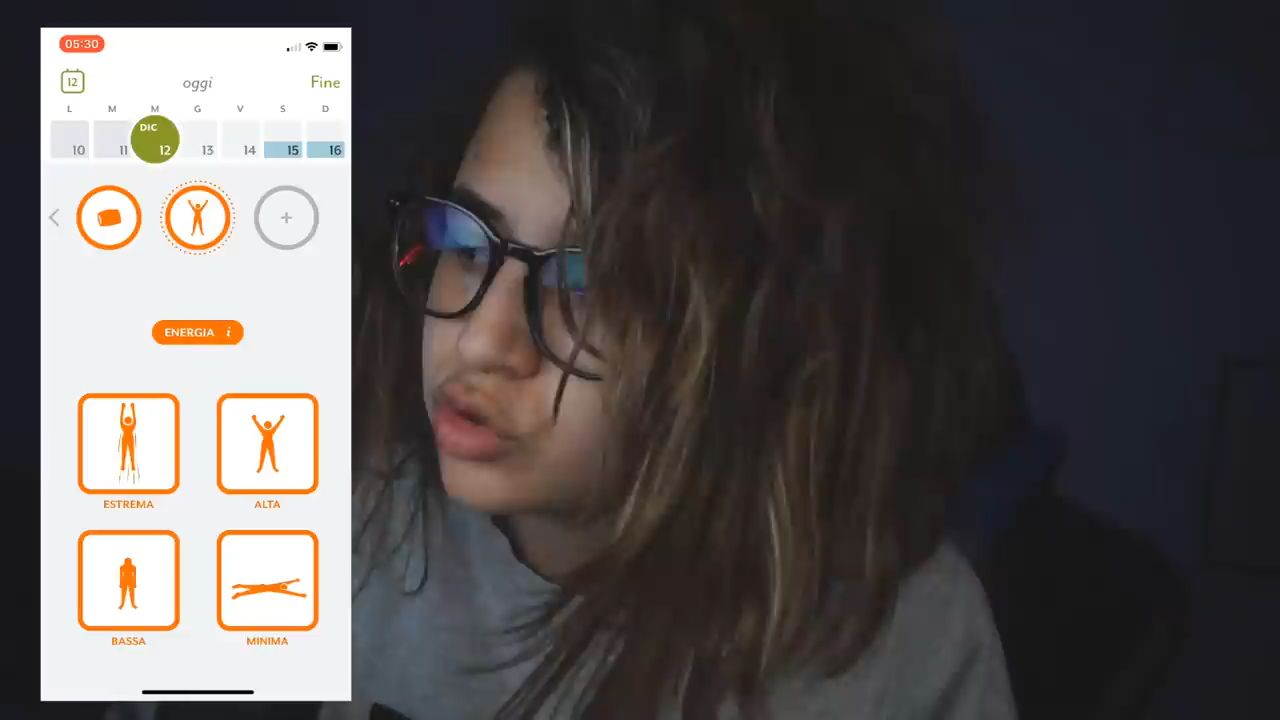 05:30
12 oggi Fine
L M M G V S D
DIC
10 11 12 13 14 15 16
ENERGIA i
ESTREMA ALTA
BASSA MINIMA